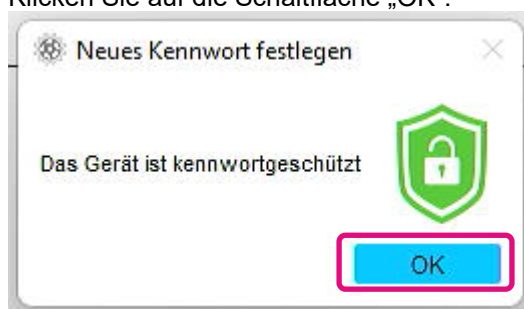 Klicken Sie auf die Schaltfläche „OK“.
Neues Kennwort festlegen
Das Gerät ist kennwortgeschützt
OK